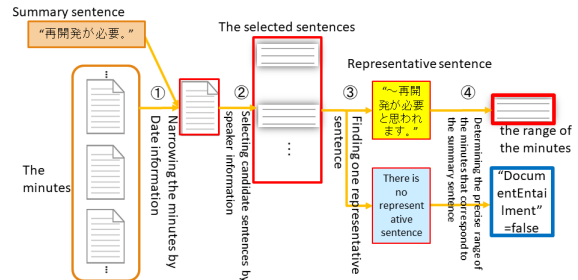 Summary sentence
"再開発が必要。"
The
minutes
①
Narrowing the minutes by
Date information
②
Selecting candidate sentences by
speaker information
The selected sentences
⋮
③
Finding one representative
sentence
Representative sentence
"～再開
発が必要
と思われ
ます。"
There is
no
represent
ative
sentence
④
Determining the precise range of
the minutes that correspond to
the summary sentence
the range of
the minutes
"Docum
entEntai
lment"
=false